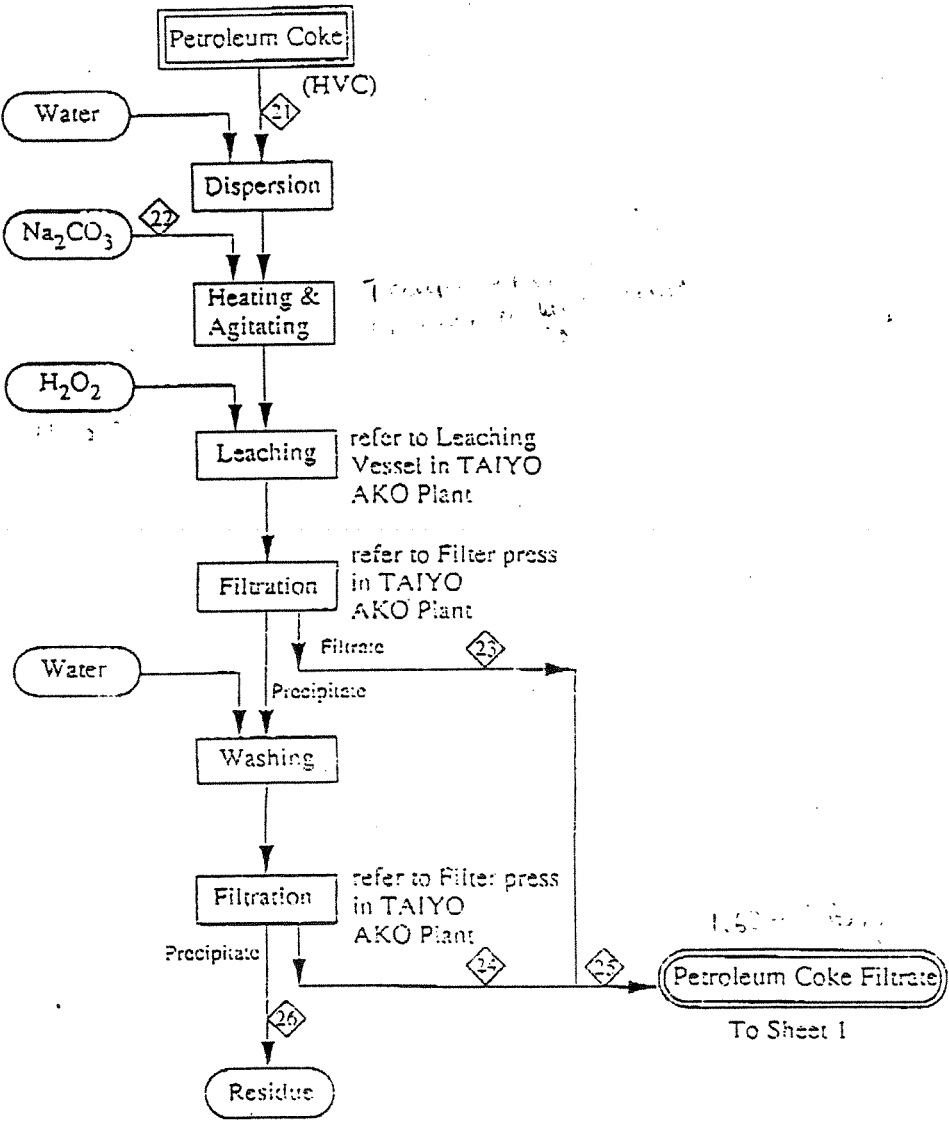 Petroleum Coke
(HVC)
21
Water
Dispersion
22
Na₂CO₃
Heating &
Agitating
H₂O₂
Leaching
refer to Leaching
Vessel in TAIYO
AKO Plant
Filtration
refer to Filter press
in TAIYO
AKO Plant
Filtrate
23
Water
Precipitate
Washing
Filtration
refer to Filter press
in TAIYO
AKO Plant
Precipitate
24
25
Petroleum Coke Filtrate
To Sheet 1
26
Residue